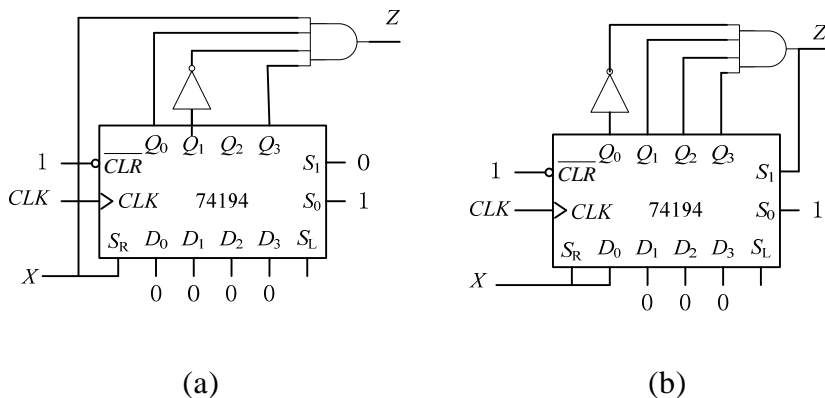 Z
Q0 Q1 Q2 Q3
1 CLR S1 0
CLK CLK 74194 S0 1
SR D0 D1 D2 D3 SL
X
0 0 0 0
(a)
Z
Q0 Q1 Q2 Q3
1 CLR S1
CLK CLK 74194 S0 1
SR D0 D1 D2 D3 SL
X
0 0 0
(b)